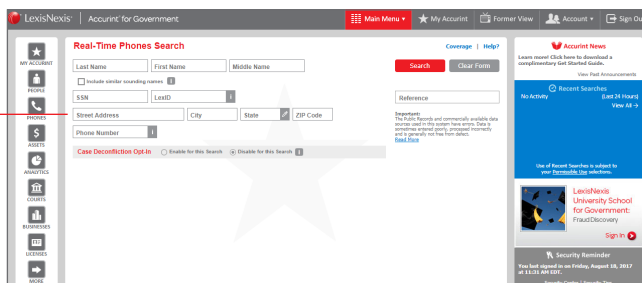 LexisNexis® Accurint® for Government
Main Menu ▾ My Accurint Former View Account ▾ Sign Ou
MY ACCURINT
PEOPLE
PHONES
ASSETS
ANALYTICS
COURTS
BUSINESSES
LICENSES
MORE
Real-Time Phones Search
Coverage | Help?
Last Name First Name Middle Name
Search Clear Form
Include similar sounding names
SSN LexID
Reference
Street Address City State ZIP Code
Phone Number
Important:
The Public Records and commercially available data
sources used in this system have errors. Data is
sometimes entered poorly, processed incorrectly
and is generally not free from defect.
Read More
Case Deconfliction Opt-In Enable for this Search Disable for this Search
Accurint News
Learn more! Click here to download a
complimentary Get Started Guide.
View Past Announcements
Recent Searches
No Activity (Last 24 Hours)
View All →
Use of Recent Searches is subject to
your Permissible Use selections.
LexisNexis
University School
for Government:
Fraud Discovery
Sign In
Security Reminder
You last signed in on Friday, August 18, 2017
at 11:31 AM EDT.
Security Center | Security Tips